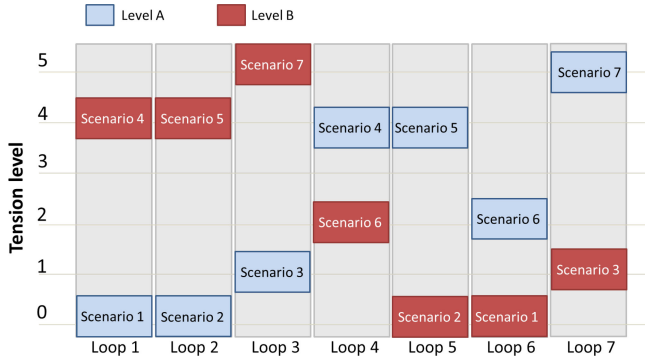 Level A Level B
5 Scenario 7 Scenario 7
4 Scenario 4 Scenario 5 Scenario 4 Scenario 5
3
2 Scenario 6 Scenario 6
1 Scenario 3 Scenario 3
0 Scenario 1 Scenario 2 Scenario 2 Scenario 1
Loop 1 Loop 2 Loop 3 Loop 4 Loop 5 Loop 6 Loop 7
Tension level